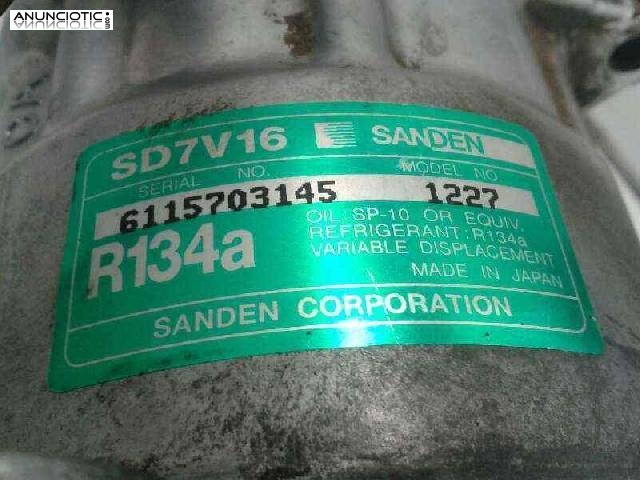 ANUNCIOTIC.com
SD7V16 SANDEN
SERIAL NO. MODEL NO.
6115703145 1227
R134a
OIL: SP-10 OR EQUIV.
REFRIGERANT: R134a
VARIABLE DISPLACEMENT
MADE IN JAPAN
SANDEN CORPORATION